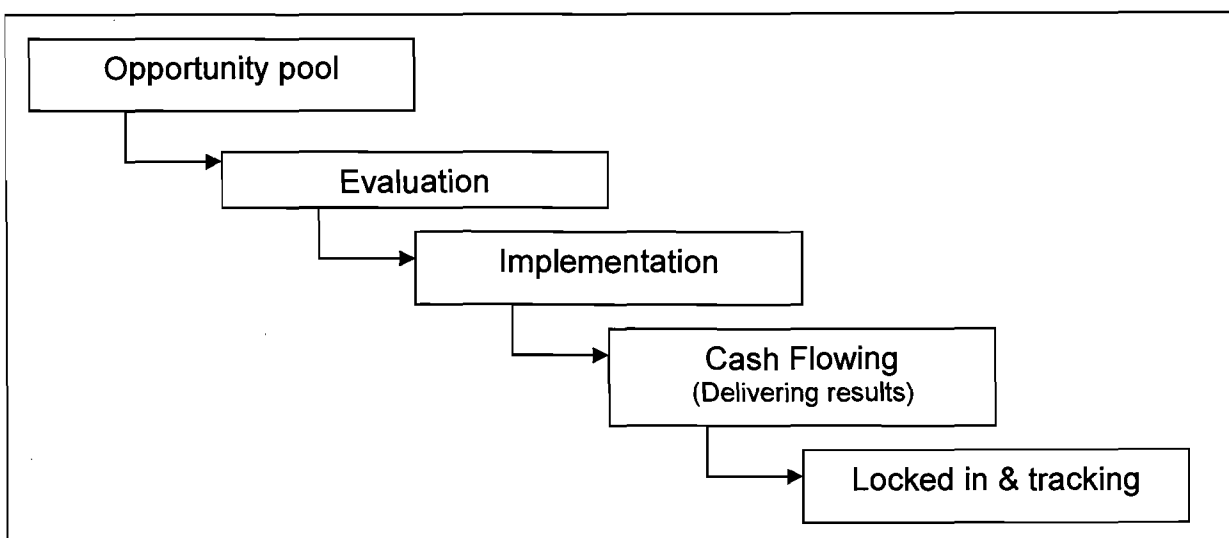 Opportunity pool
Evaluation
Implementation
Cash Flowing
(Delivering results)
Locked in & tracking